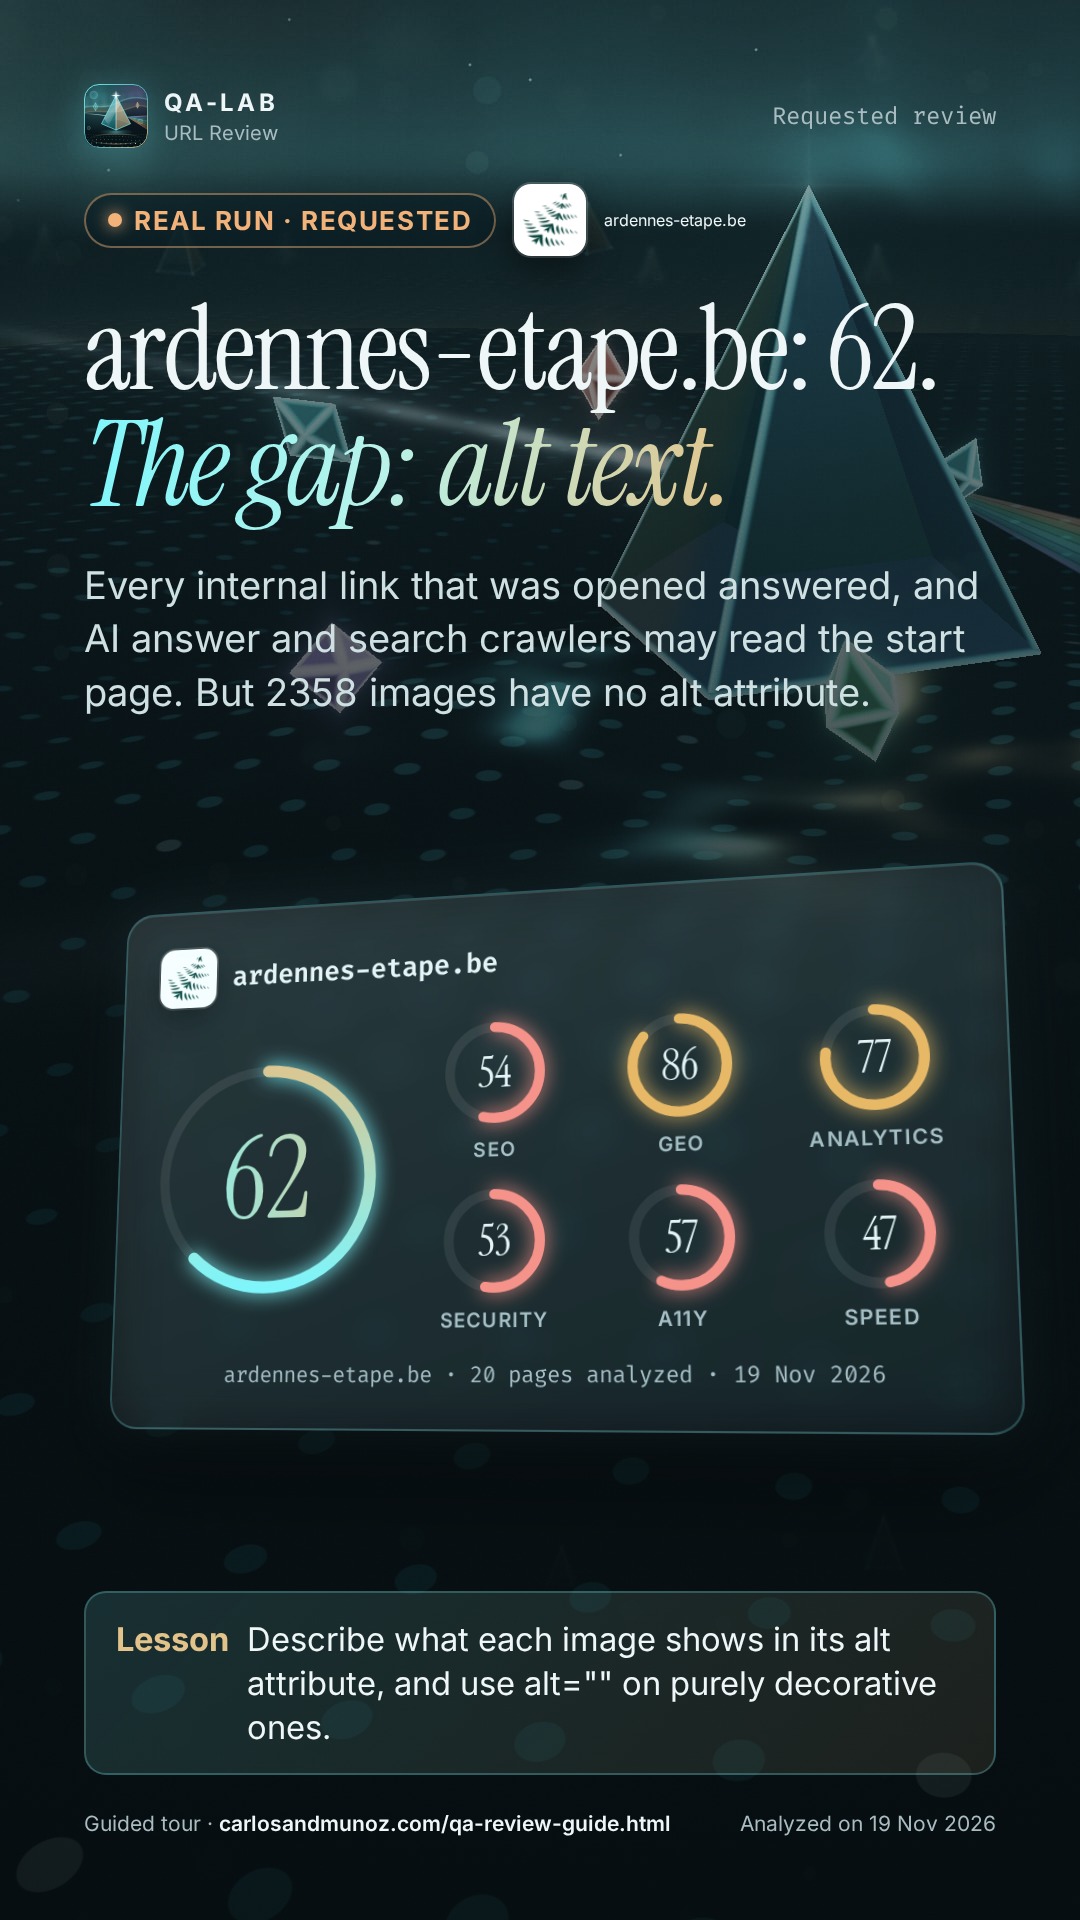 QA-LAB
URL Review
Requested review
REAL RUN · REQUESTED
ardennes-etape.be
ardennes-etape.be: 62.
The gap: alt text.
Every internal link that was opened answered, and
AI answer and search crawlers may read the start
page. But 2358 images have no alt attribute.
ardennes-etape.be
62
54
SEO
86
GEO
77
ANALYTICS
53
SECURITY
57
A11Y
47
SPEED
ardennes-etape.be · 20 pages analyzed · 19 Nov 2026
Lesson Describe what each image shows in its alt
attribute, and use alt="" on purely decorative
ones.
Guided tour · carlosandmunoz.com/qa-review-guide.html
Analyzed on 19 Nov 2026